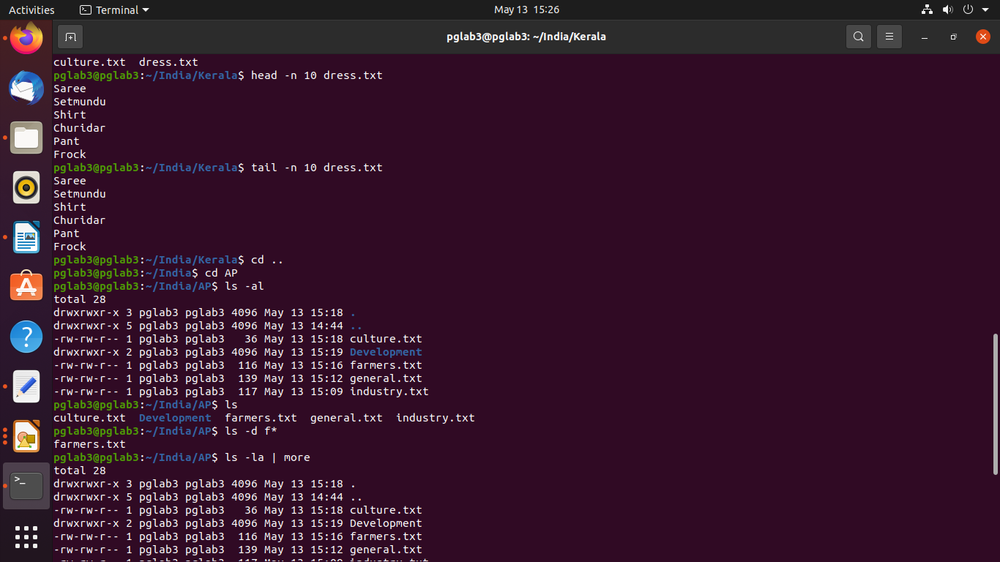 Activities Terminal May 13 15:26
pglab3@pglab3: ~/India/Kerala
culture.txt  dress.txt
pglab3@pglab3:~/India/Kerala$ head -n 10 dress.txt
Saree
Setmundu
Shirt
Churidar
Pant
Frock
pglab3@pglab3:~/India/Kerala$ tail -n 10 dress.txt
Saree
Setmundu
Shirt
Churidar
Pant
Frock
pglab3@pglab3:~/India/Kerala$ cd ..
pglab3@pglab3:~/India$ cd AP
pglab3@pglab3:~/India/AP$ ls -al
total 28
drwxrwxr-x 3 pglab3 pglab3 4096 May 13 15:18 .
drwxrwxr-x 5 pglab3 pglab3 4096 May 13 14:44 ..
-rw-rw-r-- 1 pglab3 pglab3   36 May 13 15:18 culture.txt
drwxrwxr-x 2 pglab3 pglab3 4096 May 13 15:19 Development
-rw-rw-r-- 1 pglab3 pglab3  116 May 13 15:16 farmers.txt
-rw-rw-r-- 1 pglab3 pglab3  139 May 13 15:12 general.txt
-rw-rw-r-- 1 pglab3 pglab3  117 May 13 15:09 industry.txt
pglab3@pglab3:~/India/AP$ ls
culture.txt  Development  farmers.txt  general.txt  industry.txt
pglab3@pglab3:~/India/AP$ ls -d f*
farmers.txt
pglab3@pglab3:~/India/AP$ ls -la | more
total 28
drwxrwxr-x 3 pglab3 pglab3 4096 May 13 15:18 .
drwxrwxr-x 5 pglab3 pglab3 4096 May 13 14:44 ..
-rw-rw-r-- 1 pglab3 pglab3   36 May 13 15:18 culture.txt
drwxrwxr-x 2 pglab3 pglab3 4096 May 13 15:19 Development
-rw-rw-r-- 1 pglab3 pglab3  116 May 13 15:16 farmers.txt
-rw-rw-r-- 1 pglab3 pglab3  139 May 13 15:12 general.txt
-rw-rw-r-- 1 pglab3 pglab3  117 May 13 15:09 industry.txt